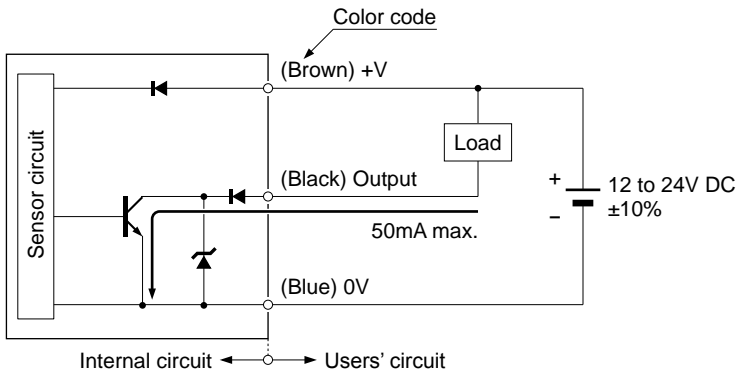 Color code
(Brown) +V
Sensor circuit
Load
(Black) Output
+
−
12 to 24V DC
±10%
50mA max.
(Blue) 0V
Internal circuit
Users' circuit